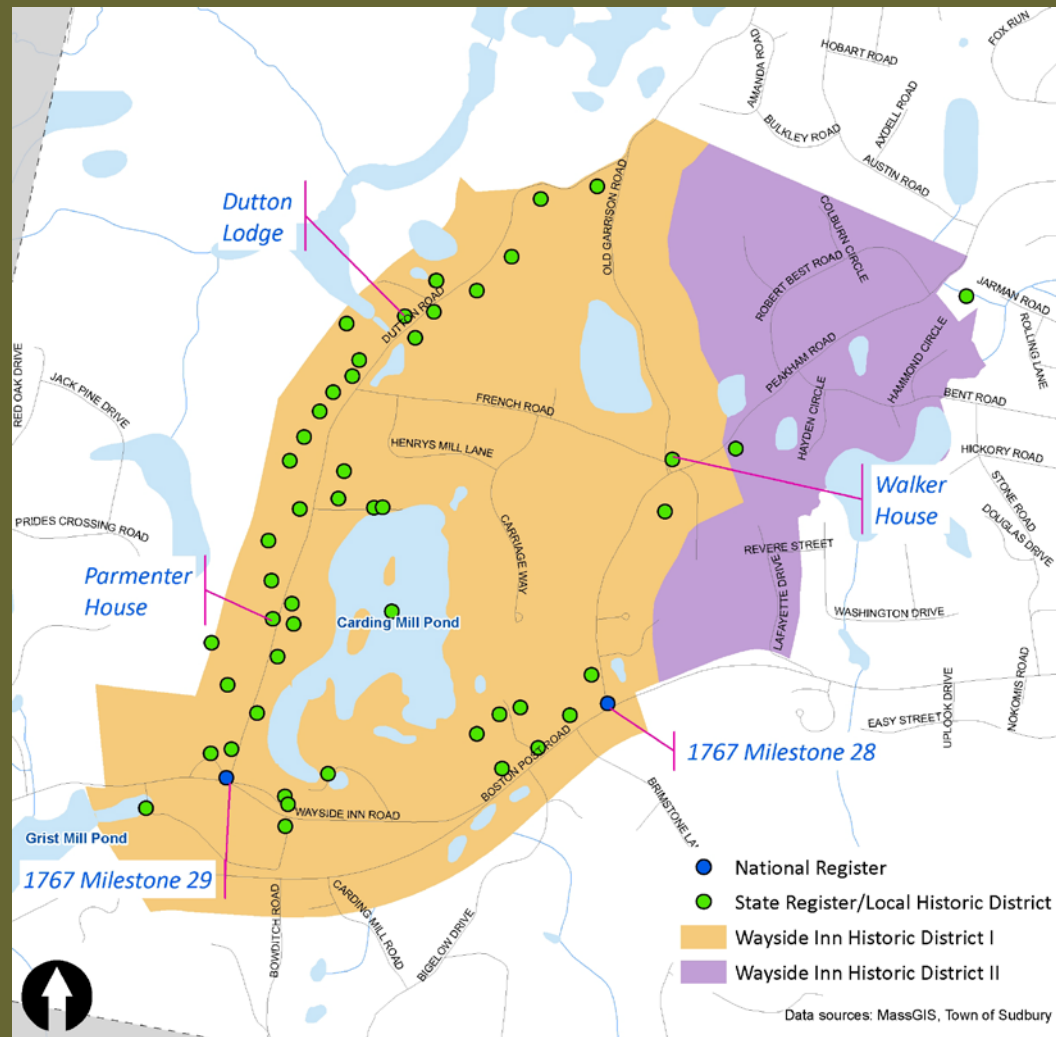 FOX RUN
HOBART ROAD
AMANDA ROAD
AXDELL ROAD
BULKLEY ROAD
AUSTIN ROAD
Dutton
Lodge
OLD GARRISON ROAD
COLBURN CIRCLE
ROBERT BEST ROAD
JARMAN ROAD
ROLLING LANE
DUTTON ROAD
PEAKHAM ROAD
HAMMOND CIRCLE
RED OAK DRIVE
JACK PINE DRIVE
FRENCH ROAD
HAYDEN CIRCLE
BENT ROAD
HENRYS MILL LANE
HICKORY ROAD
STONE ROAD
Walker
House
DOUGLAS DRIVE
PRIDES CROSSING ROAD
CARRIAGE WAY
REVERE STREET
Parmenter
House
LAFAYETTE DRIVE
WASHINGTON DRIVE
Carding Mill Pond
UPLOOK DRIVE
NOKOMIS ROAD
EASY STREET
1767 Milestone 28
BOSTON POST ROAD
BRIMSTONE LA
WAYSIDE INN ROAD
Grist Mill Pond
1767 Milestone 29
BOWDITCH ROAD
CARDING MILL ROAD
BIGELOW DRIVE
National Register
State Register/Local Historic District
Wayside Inn Historic District I
Wayside Inn Historic District II
Data sources: MassGIS, Town of Sudbury